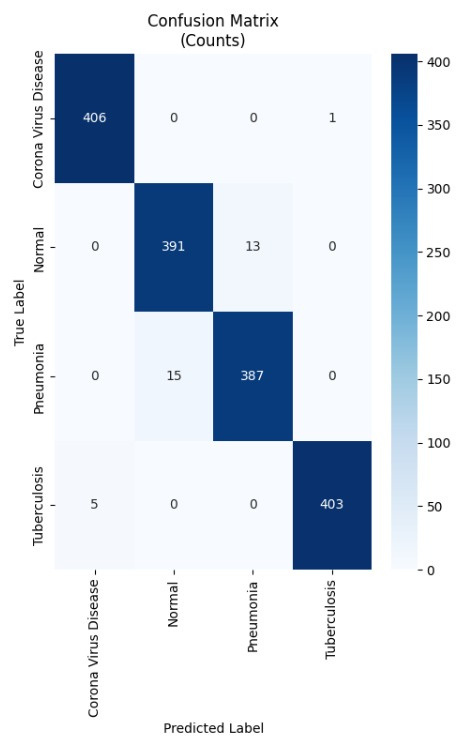 Confusion Matrix
(Counts)
True Label
Corona Virus Disease
406 0 0 1
Normal
0 391 13 0
Pneumonia
0 15 387 0
Tuberculosis
5 0 0 403
Corona Virus Disease
Normal
Pneumonia
Tuberculosis
Predicted Label
400
350
300
250
200
150
100
50
0